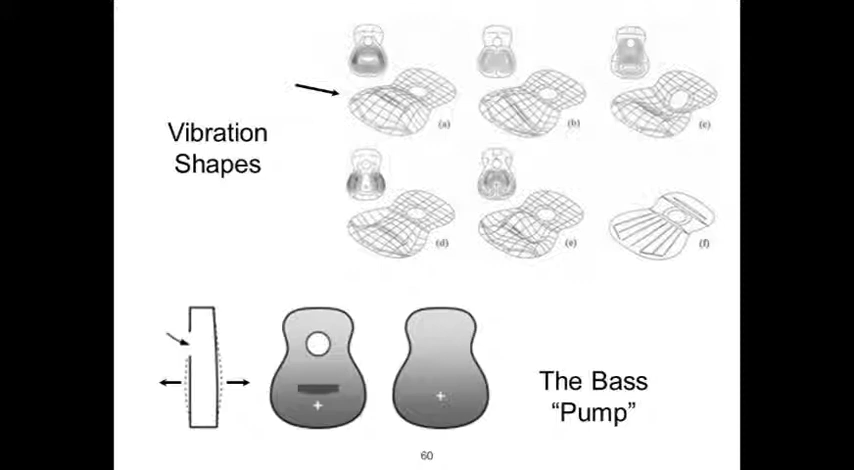 Vibration
Shapes
(a)
(b)
(c)
(d)
(e)
(f)
The Bass
“Pump”
60